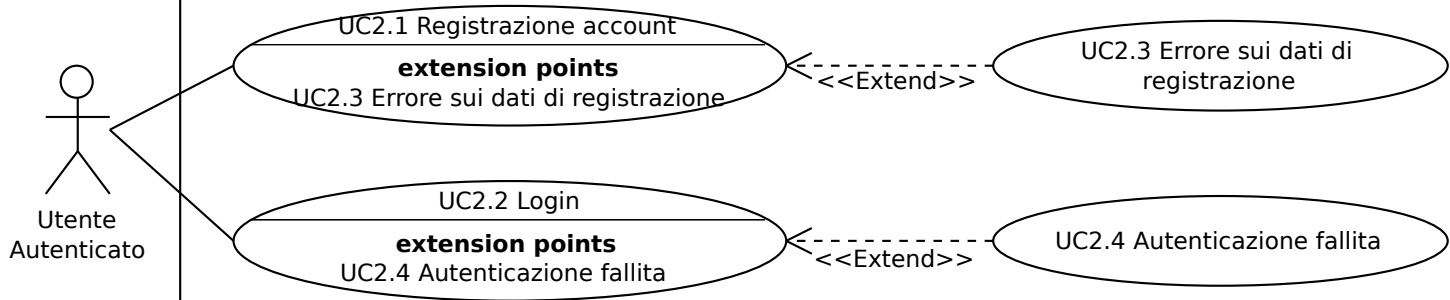 UC2.1 Registrazione account
extension points
UC2.3 Errore sui dati di registrazione
<<Extend>>
UC2.3 Errore sui dati di
registrazione
Utente
Autenticato
UC2.2 Login
extension points
UC2.4 Autenticazione fallita
<<Extend>>
UC2.4 Autenticazione fallita